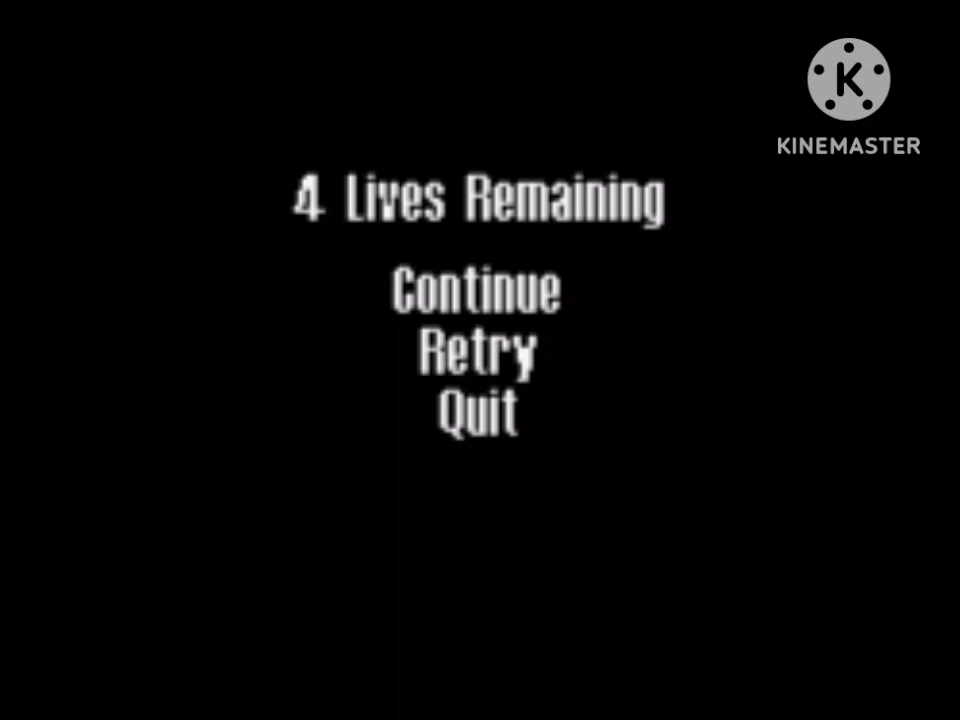 K
KINEMASTER
4 Lives Remaining
Continue
Retry
Quit